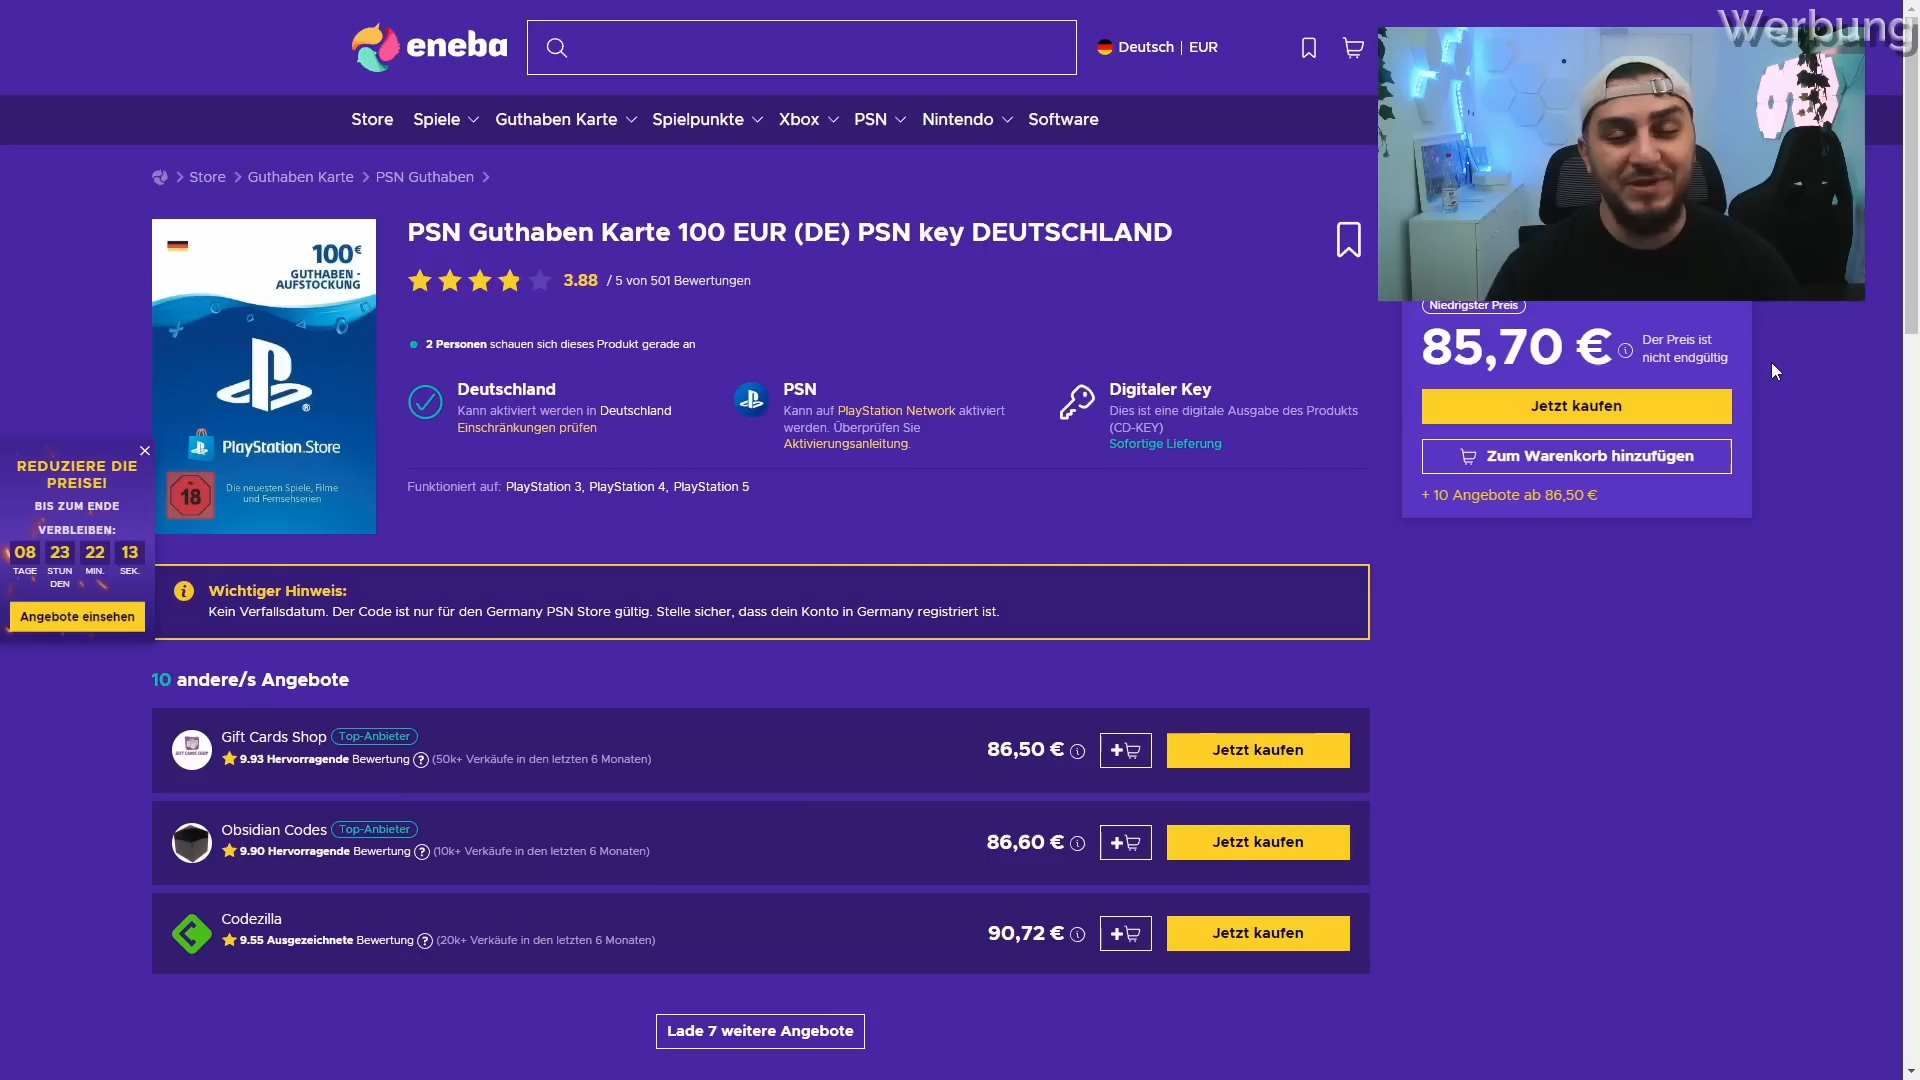 Werbung
eneba
Deutsch | EUR
Store
Spiele
Guthaben Karte
Spielpunkte
Xbox
PSN
Nintendo
Software
Store
Guthaben Karte
PSN Guthaben
100€
GUTHABEN -
AUFSTOCKUNG
PlayStation.Store
18
Die neuesten Spiele, Filme
und Fernsehserien
PSN Guthaben Karte 100 EUR (DE) PSN key DEUTSCHLAND
3.88 / 5 von 501 Bewertungen
2 Personen schauen sich dieses Produkt gerade an
Deutschland
Kann aktiviert werden in Deutschland
Einschränkungen prüfen
PSN
Kann auf PlayStation Network aktiviert
werden. Überprüfen Sie
Aktivierungsanleitung.
Digitaler Key
Dies ist eine digitale Ausgabe des Produkts
(CD-KEY)
Sofortige Lieferung
Funktioniert auf: PlayStation 3, PlayStation 4, PlayStation 5
Niedrigster Preis
85,70 €
Der Preis ist
nicht endgültig
Jetzt kaufen
Zum Warenkorb hinzufügen
+ 10 Angebote ab 86,50 €
REDUZIERE DIE
PREISE!
BIS ZUM ENDE
VERBLEIBEN:
08 23 22 13
TAGE STUN MIN. SEK.
DEN
Angebote einsehen
Wichtiger Hinweis:
Kein Verfallsdatum. Der Code ist nur für den Germany PSN Store gültig. Stelle sicher, dass dein Konto in Germany registriert ist.
10 andere/s Angebote
Gift Cards Shop Top-Anbieter
9.93 Hervorragende Bewertung ? (50k+ Verkäufe in den letzten 6 Monaten)
86,50 €
Jetzt kaufen
Obsidian Codes Top-Anbieter
9.90 Hervorragende Bewertung ? (10k+ Verkäufe in den letzten 6 Monaten)
86,60 €
Jetzt kaufen
Codezilla
9.55 Ausgezeichnete Bewertung ? (20k+ Verkäufe in den letzten 6 Monaten)
90,72 €
Jetzt kaufen
Lade 7 weitere Angebote